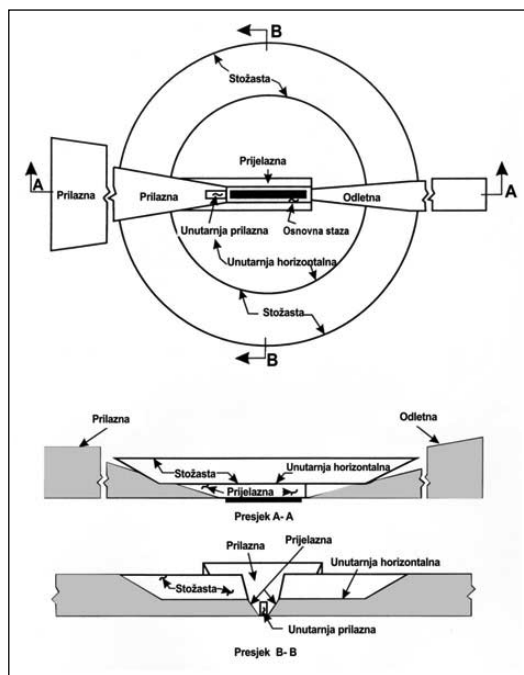 B
Stožasta
Prijelazna
A
Prilazna
Prilazna
Odletna
A
Unutarnja prilazna
Osnovna staza
Unutarnja horizontalna
Stožasta
B
Prilazna
Odletna
Stožasta
Unutarnja horizontalna
Prijelazna
Presjek A- A
Prilazna
Prijelazna
Unutarnja horizontalna
Stožasta
Unutarnja prilazna
Presjek B- B